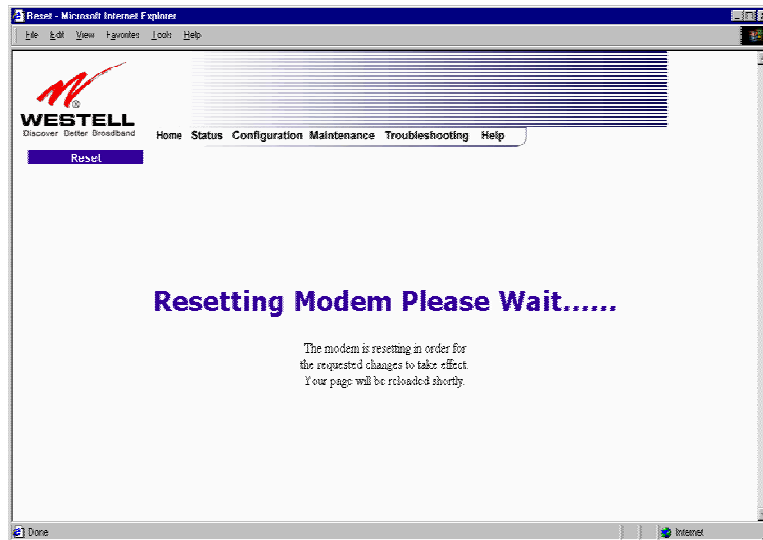 Reset - Microsoft Internet Explorer
File Edit View Favorites Tools Help
®
WESTELL
Discover Better Broadband
Home Status Configuration Maintenance Troubleshooting Help
Reset
Resetting Modem Please Wait......
The modem is resetting in order for
the requested changes to take effect.
Your page will be reloaded shortly.
Done
Internet